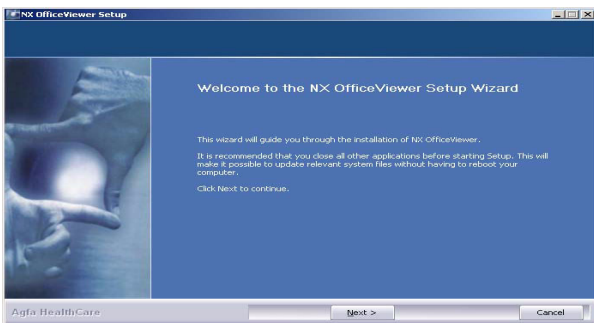 NX OfficeViewer Setup
Welcome to the NX OfficeViewer Setup Wizard
This wizard will guide you through the installation of NX OfficeViewer.
It is recommended that you close all other applications before starting Setup. This will
make it possible to update relevant system files without having to reboot your
computer.
Click Next to continue.
Agfa HealthCare
Next >
Cancel